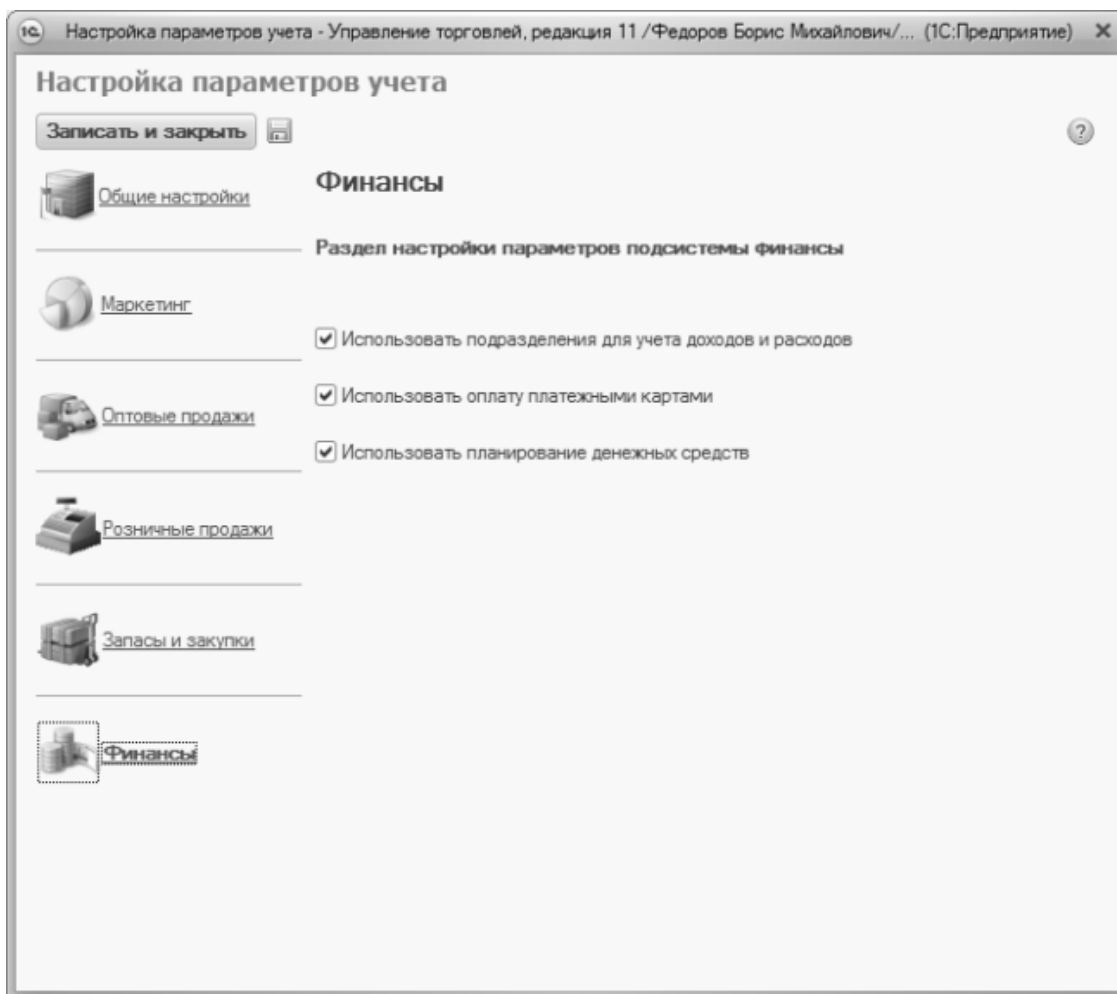 1С Настройка параметров учета - Управление торговлей, редакция 11 /Федоров Борис Михайлович/... (1С:Предприятие)
Настройка параметров учета
Записать и закрыть
?
Общие настройки
Маркетинг
Оптовые продажи
Розничные продажи
Запасы и закупки
Финансы
Финансы
Раздел настройки параметров подсистемы финансы
Использовать подразделения для учета доходов и расходов
Использовать оплату платежными картами
Использовать планирование денежных средств